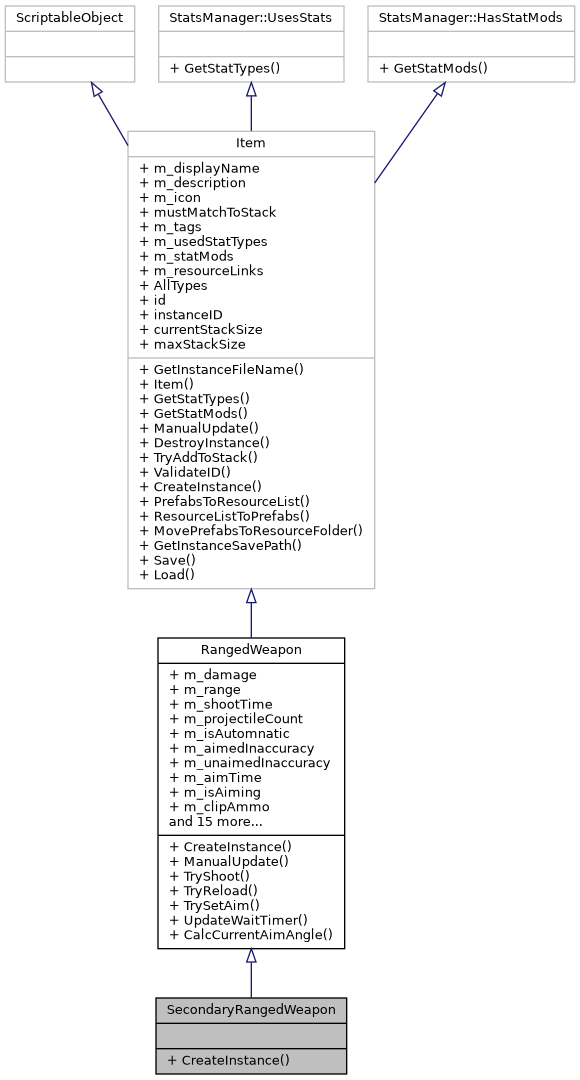 ScriptableObject
StatsManager::UsesStats
+ GetStatTypes()
StatsManager::HasStatMods
+ GetStatMods()
Item
+ m_displayName
+ m_description
+ m_icon
+ mustMatchToStack
+ m_tags
+ m_usedStatTypes
+ m_statMods
+ m_resourceLinks
+ AllTypes
+ id
+ instanceID
+ currentStackSize
+ maxStackSize
+ GetInstanceFileName()
+ Item()
+ GetStatTypes()
+ GetStatMods()
+ ManualUpdate()
+ DestroyInstance()
+ TryAddToStack()
+ ValidateID()
+ CreateInstance()
+ PrefabsToResourceList()
+ ResourceListToPrefabs()
+ MovePrefabsToResourceFolder()
+ GetInstanceSavePath()
+ Save()
+ Load()
RangedWeapon
+ m_damage
+ m_range
+ m_shootTime
+ m_projectileCount
+ m_isAutomnatic
+ m_aimedInaccuracy
+ m_unaimedInaccuracy
+ m_aimTime
+ m_isAiming
+ m_clipAmmo
and 15 more...
+ CreateInstance()
+ ManualUpdate()
+ TryShoot()
+ TryReload()
+ TrySetAim()
+ UpdateWaitTimer()
+ CalcCurrentAimAngle()
SecondaryRangedWeapon
+ CreateInstance()